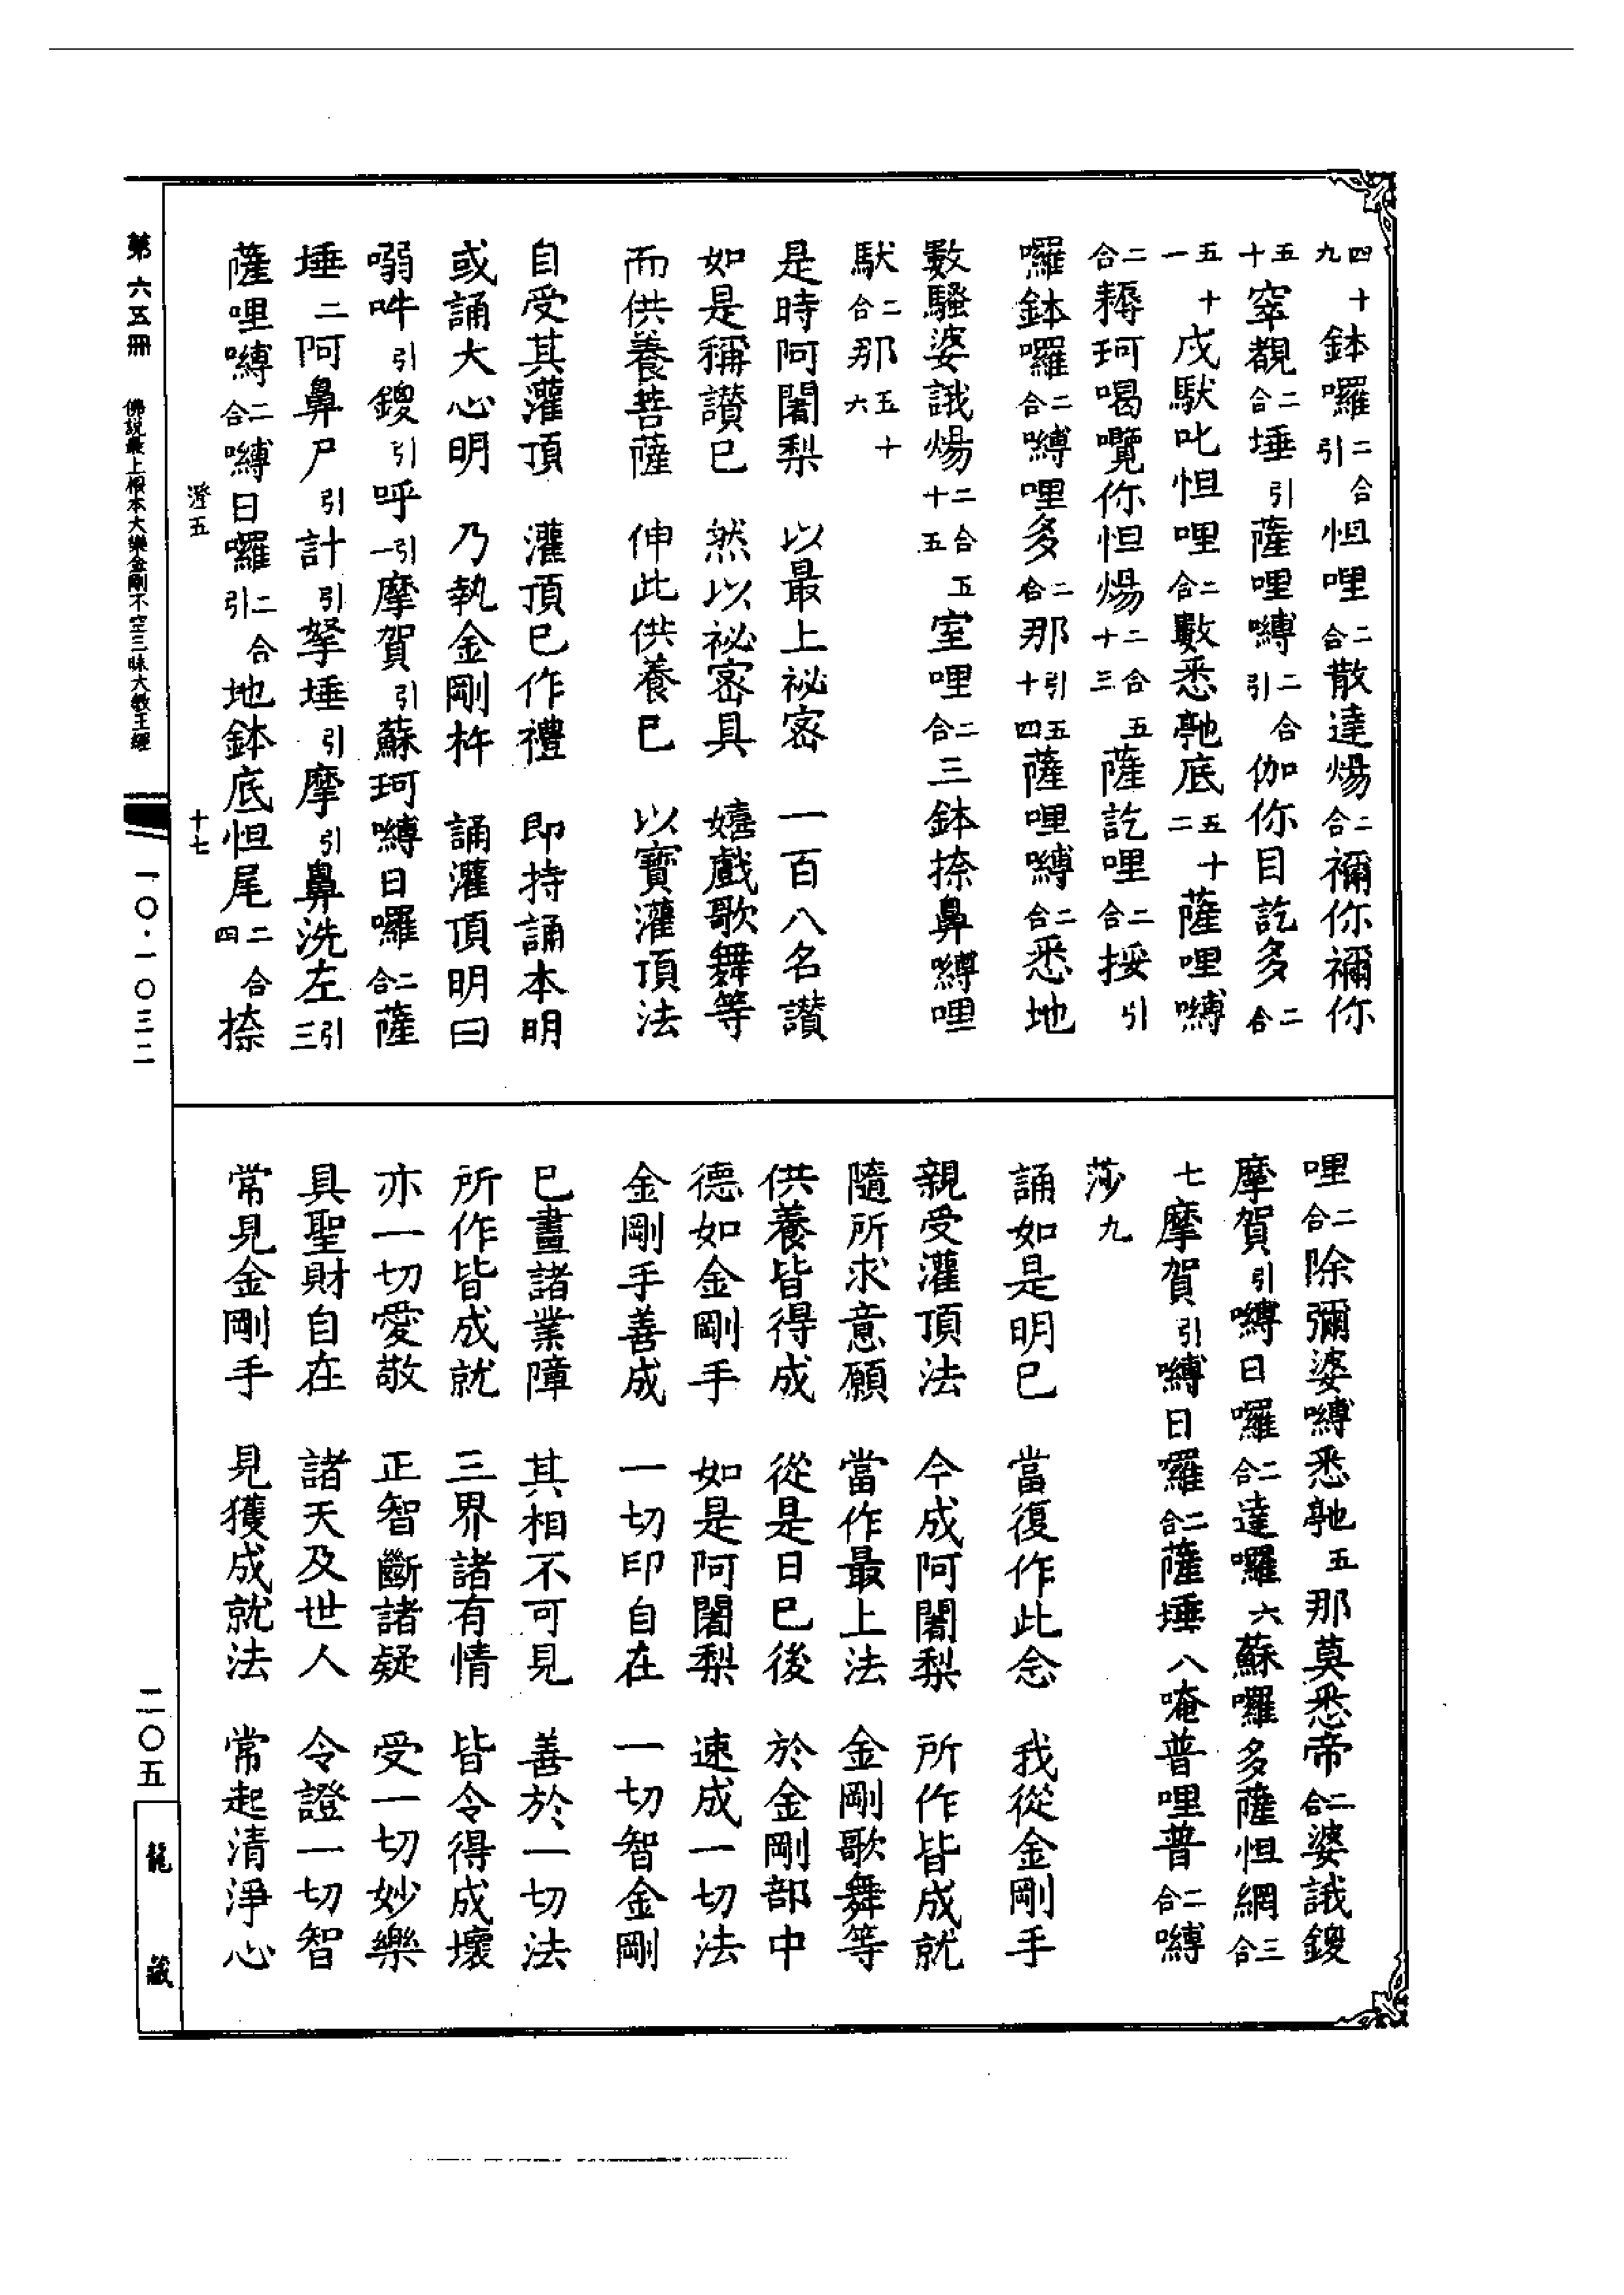 四十九鉢囉二合引怛哩二合散達煬二合禰你禰你
五十窣覩二合埵引薩哩嚩二合引伽你目訖多二合
五十一戍馱叱怛哩二合數悉馳底五十二薩哩嚩
二合耨珂喝囕你怛煬二合五十三薩訖哩二合挼引
囉鉢囉二合嚩哩多二合那引五十四薩哩嚩二合悉地
數騷婆誐煬二合五十五室哩二合三鉢捺鼻嚩哩
馱二合那五十六
是時阿闍梨　以最上祕密　一百八名讃
如是稱讃已　然以祕密具　嬉戲歌舞等
而供養菩薩　伸此供養已　以寶灌頂法
自受其灌頂　灌頂已作禮　即持誦本明
或誦大心明　乃執金剛杵　誦灌頂明曰
嗢吽引鑁引呼引一摩賀引蘇珂嚩日囉二合薩
埵二阿鼻尸引計引拏埵引摩引鼻洗左引三
薩哩嚩二合嚩日囉二合引地鉢底怛尾二合四捺
哩二合除彌婆嚩悉馳五那莫悉帝二合婆誐鑁
摩賀引嚩日囉二合達囉六蘇囉多薩怛網三合
七摩賀引嚩日囉二合薩埵八唵普哩普二合嚩
莎九
誦如是明已　當復作此念　我從金剛手
親受灌頂法　今成阿闍梨　所作皆成就
隨所求意願　當作最上法　金剛歌舞等
供養皆得成　從是日已後　於金剛部中
德如金剛手　如是阿闍梨　速成一切法
金剛手善成　一切印自在　一切智金剛
已盡諸業障　其相不可見　善於一切法
所作皆成就　三界諸有情　皆令得成壞
亦一切愛敬　正智斷諸疑　受一切妙樂
具聖財自在　諸天及世人　令證一切智
常見金剛手　見獲成就法　常起清淨心
澄五　十七
第六五冊　佛説最上根本大樂金剛不空三昧大教王經　一〇·一〇三二　二〇五　龍藏